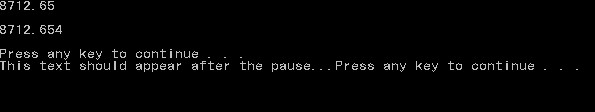 8712.65
8712.654
Press any key to continue . . .
This text should appear after the pause...Press any key to continue . . .